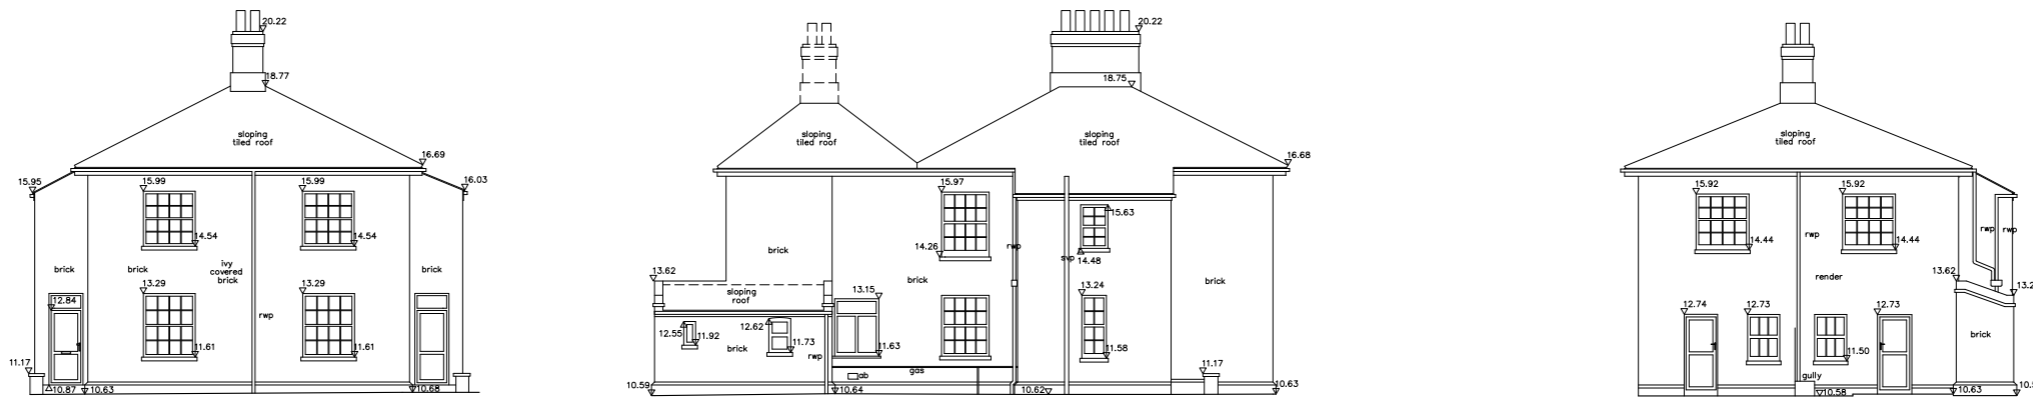 20.22
18.77
sloping
tiled roof
16.69
15.95
15.99
15.99
16.03
14.54
14.54
brick
brick
ivy
covered
brick
brick
12.84
13.29
13.29
rwp
11.61
11.61
11.17
10.87
10.63
10.68
20.22
18.75
sloping
tiled roof
sloping
tiled roof
16.68
15.97
15.63
14.26
rwp
svp
14.48
brick
brick
brick
13.62
sloping
roof
13.15
13.24
12.55
11.92
12.62
11.73
brick
rwp
11.63
11.58
gas
ab
11.17
10.59
10.64
10.62
10.63
sloping
tiled roof
15.92
15.92
14.44
14.44
rwp
rwp
rwp
render
13.62
12.74
12.73
12.73
11.50
brick
gully
10.58
10.63